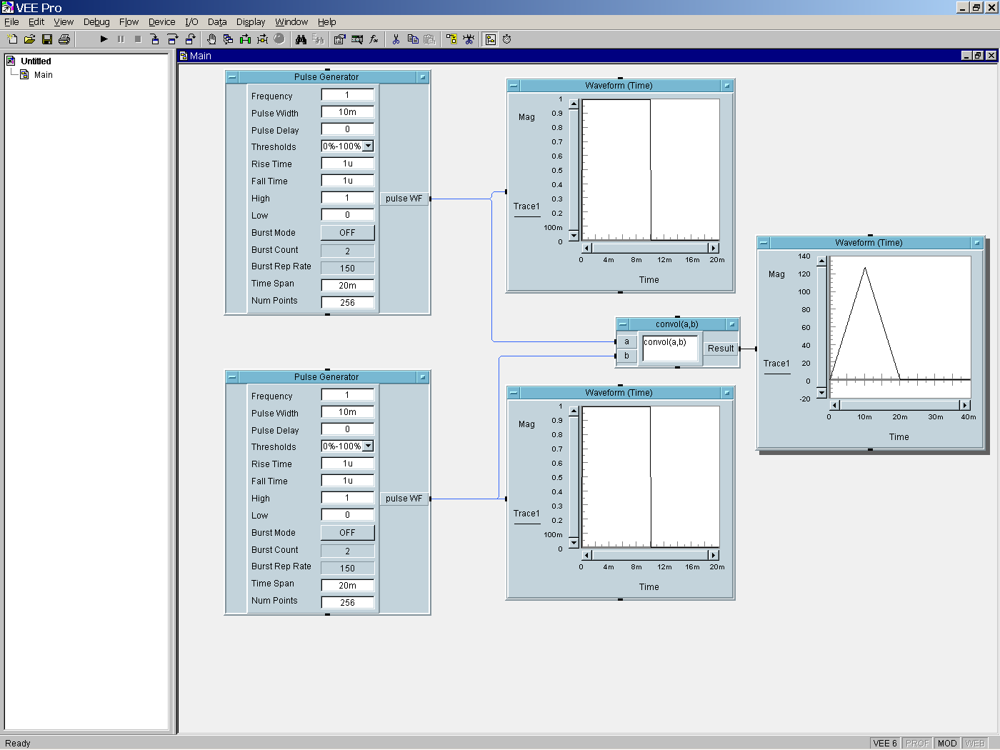 VEE Pro
File Edit View Debug Flow Device I/O Data Display Window Help
Untitled
Main
Main
Pulse Generator
Frequency 1
Pulse Width 10m
Pulse Delay 0
Thresholds 0%-100%
Rise Time 1u
Fall Time 1u
High 1
Low 0
Burst Mode OFF
Burst Count 2
Burst Rep Rate 150
Time Span 20m
Num Points 256
pulse WF
Waveform (Time)
Mag
Trace1
1
0.9
0.8
0.7
0.6
0.5
0.4
0.3
0.2
100m
0
0 4m 8m 12m 16m 20m
Time
convol(a,b)
a
b
convol(a,b)
Result
Waveform (Time)
Mag
Trace1
140
120
100
80
60
40
20
0
-20
0 10m 20m 30m 40m
Time
Pulse Generator
Frequency 1
Pulse Width 10m
Pulse Delay 0
Thresholds 0%-100%
Rise Time 1u
Fall Time 1u
High 1
Low 0
Burst Mode OFF
Burst Count 2
Burst Rep Rate 150
Time Span 20m
Num Points 256
pulse WF
Waveform (Time)
Mag
Trace1
1
0.9
0.8
0.7
0.6
0.5
0.4
0.3
0.2
100m
0
0 4m 8m 12m 16m 20m
Time
Ready
VEE 6 PROF MOD WEB